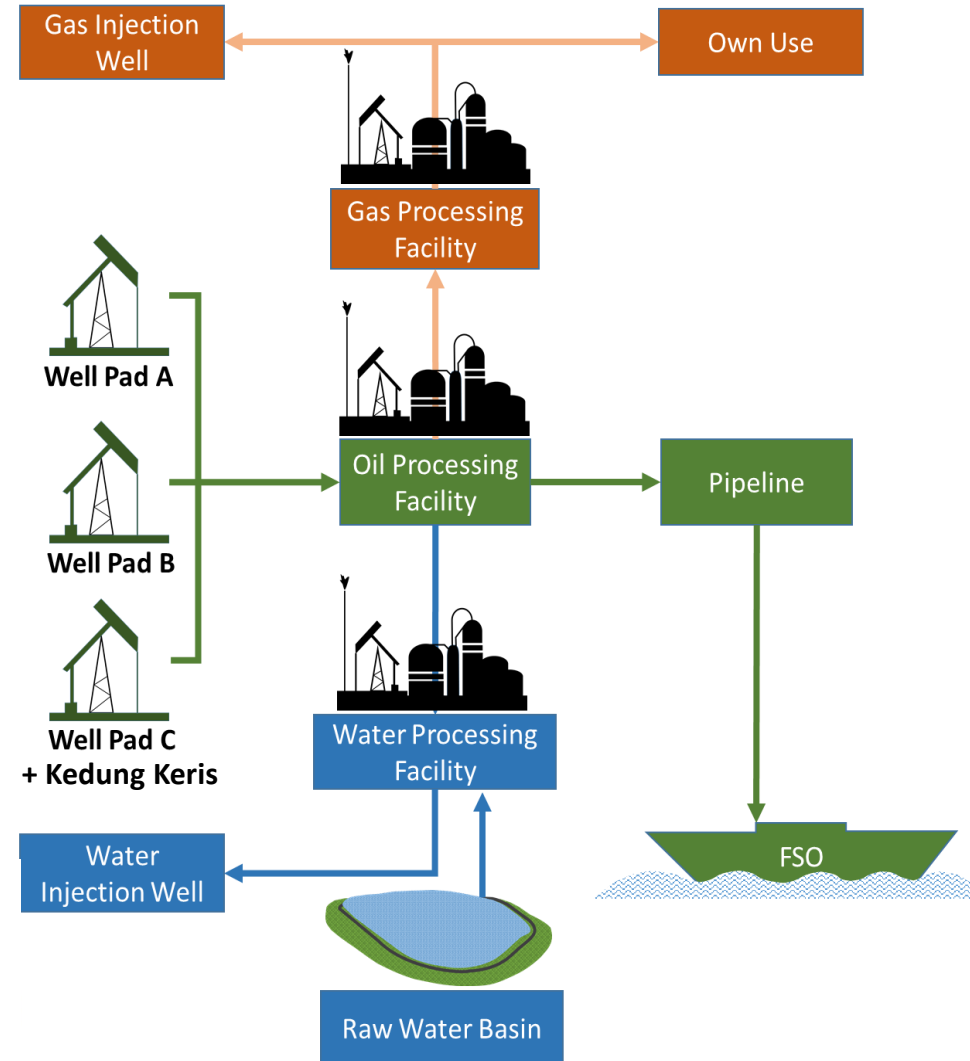 Gas Injection
Well
Own Use
Gas Processing
Facility
Well Pad A
Oil Processing
Facility
Pipeline
Well Pad B
Well Pad C
+ Kedung Keris
Water Processing
Facility
Water
Injection Well
FSO
Raw Water Basin